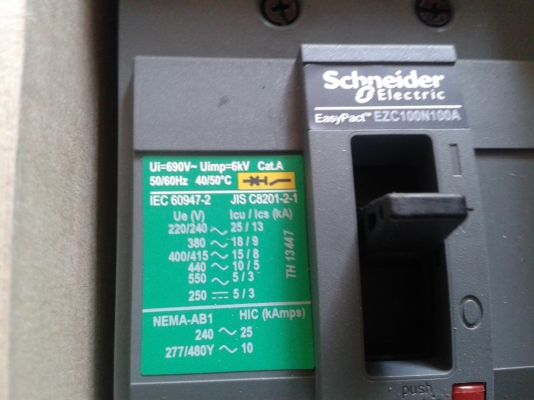 Schneider
Electric
EasyPact™ EZC100N100A
Ui=690V~ Uimp=6kV Cat.A
50/60Hz 40/50°C
IEC 60947-2 JIS C8201-2-1
Ue (V) Icu / Ics (kA)
220/240 ~ 25 / 13
380 ~ 18 / 9
400/415 ~ 15 / 8
440 ~ 10 / 5
550 ~ 5 / 3
250 ⎓ 5 / 3
TH 13447
NEMA-AB1 HIC (kAmps)
240 ~ 25
277/480Y ~ 10
I
O
push